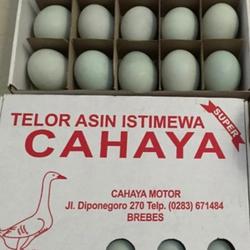 TELOR ASIN ISTIMEWA
SUPER
CAHAYA
CAHAYA MOTOR
Jl. Diponegoro 270 Telp. (0283) 671484
BREBES